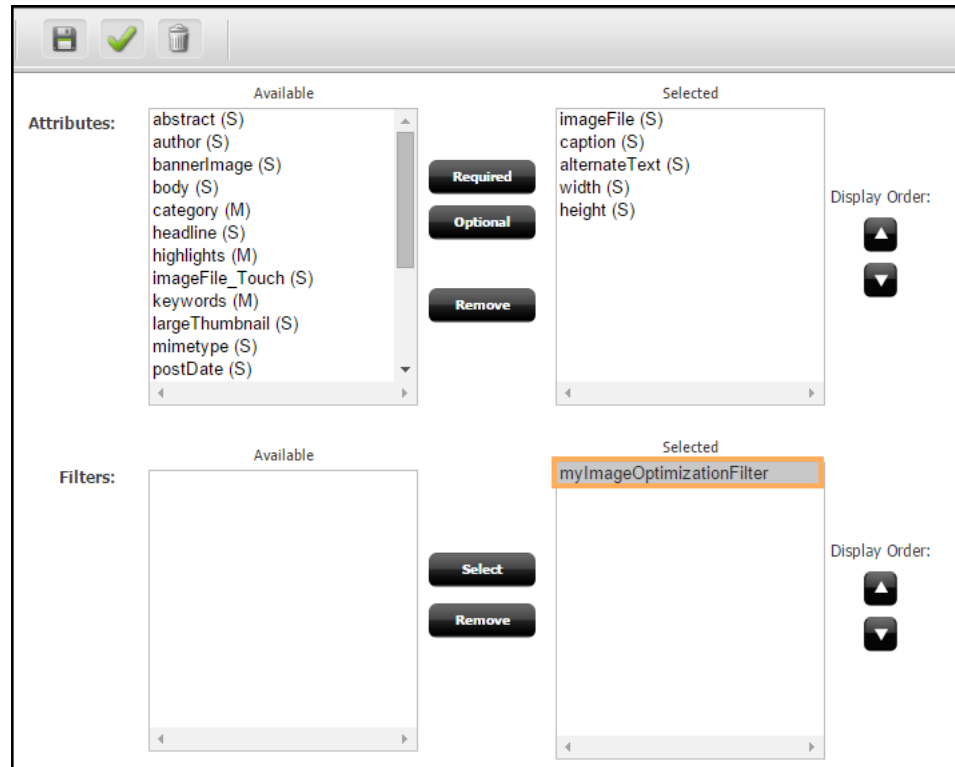 Available
Selected
Attributes:
abstract (S)
author (S)
bannerImage (S)
body (S)
category (M)
headline (S)
highlights (M)
imageFile_Touch (S)
keywords (M)
largeThumbnail (S)
mimetype (S)
postDate (S)
Required
Optional
Remove
imageFile (S)
caption (S)
alternateText (S)
width (S)
height (S)
Display Order:
Available
Selected
Filters:
Select
Remove
myImageOptimizationFilter
Display Order: